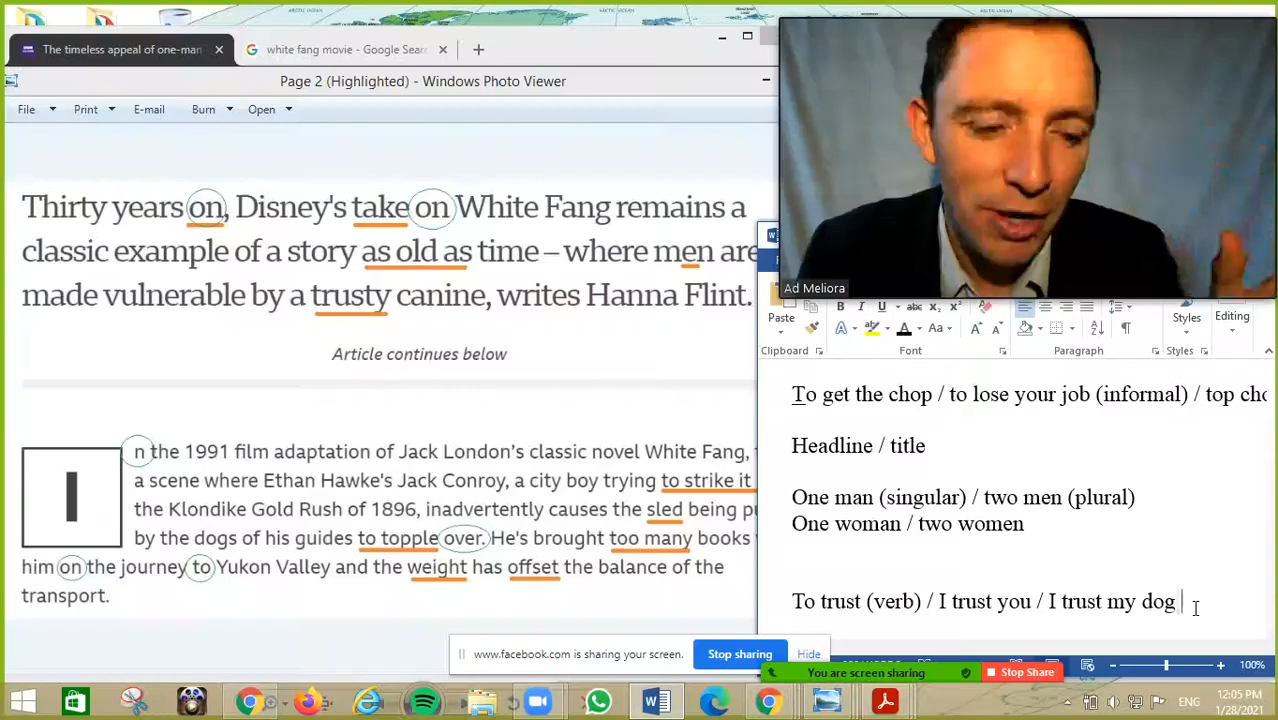 The timeless appeal of one-man
white fang movie - Google Sear
Page 2 (Highlighted) - Windows Photo Viewer
File Print E-mail Burn Open
Thirty years on, Disney's take on White Fang remains a
classic example of a story as old as time – where men are
made vulnerable by a trusty canine, writes Hanna Flint.
Article continues below
In the 1991 film adaptation of Jack London's classic novel White Fang,
a scene where Ethan Hawke's Jack Conroy, a city boy trying to strike it
the Klondike Gold Rush of 1896, inadvertently causes the sled being pu
by the dogs of his guides to topple over. He's brought too many books
him on the journey to Yukon Valley and the weight has offset the balance of the
transport.
Ad Meliora
Paste
B I U abc X X
A A Aa A A
Styles
Editing
Clipboard Font Paragraph Styles
To get the chop / to lose your job (informal) / top cho
Headline / title
One man (singular) / two men (plural)
One woman / two women
To trust (verb) / I trust you / I trust my dog
www.facebook.com is sharing your screen. Stop sharing Hide
100%
You are screen sharing Stop Share
ENG
12:05 PM
1/28/2021